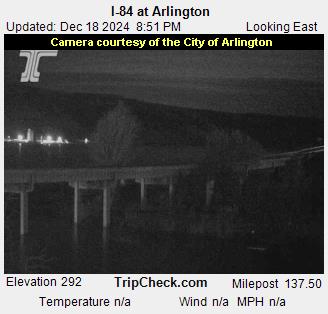 I-84 at Arlington
Updated: Dec 18 2024 8:51 PM Looking East
Camera courtesy of the City of Arlington
Elevation 292 TripCheck.com Milepost 137.50
Temperature n/a Wind n/a MPH n/a